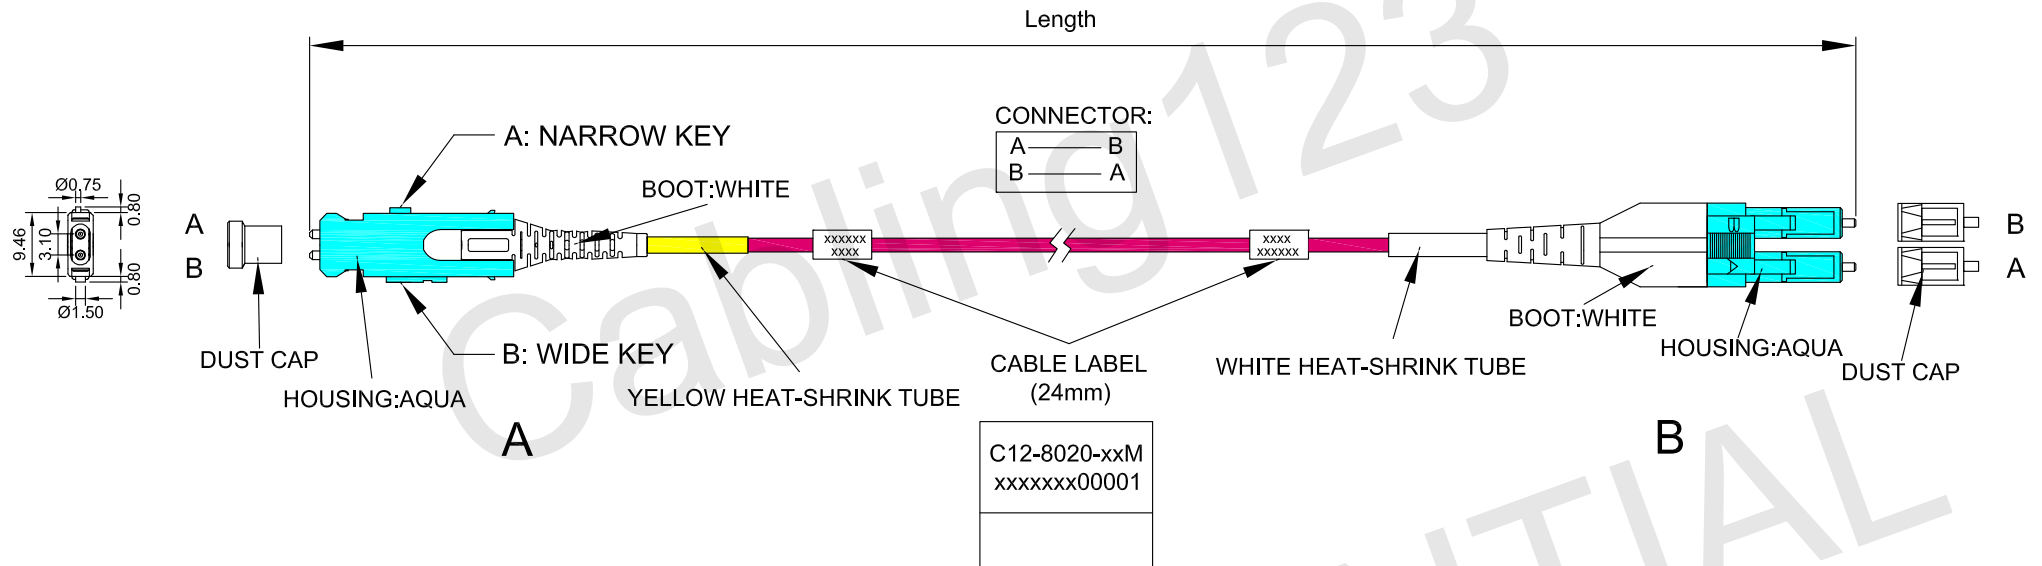 Length
CONNECTOR:
A B
B A
A: NARROW KEY
BOOT:WHITE
Ø0.75
0.80
9.46
3.10
0.80
Ø1.50
A
B
xxxxxx
xxxx
xxxx
xxxxxx
B
A
B
A
DUST CAP
HOUSING:AQUA
B: WIDE KEY
YELLOW HEAT-SHRINK TUBE
CABLE LABEL
(24mm)
WHITE HEAT-SHRINK TUBE
BOOT:WHITE
HOUSING:AQUA
DUST CAP
A
B
C12-8020-xxM
xxxxxxx00001
Cabling123